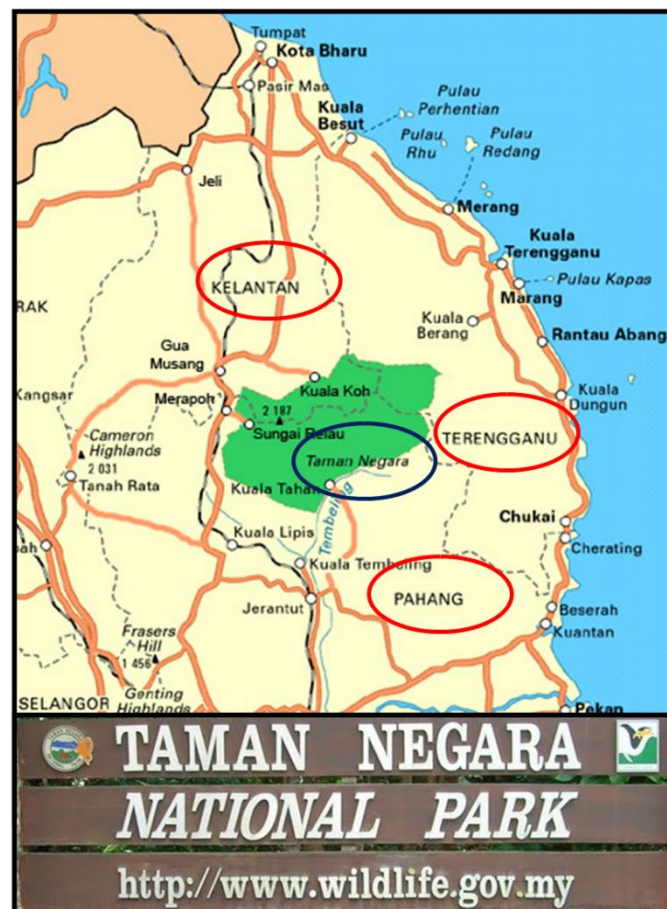 Tumpat
Kota Bharu
Pasir Mas
Pulau
Perhentian
Kuala
Besut
Pulau
Rhu
Pulau
Redang
Jeli
Merang
Kuala
Terengganu
KELANTAN
Marang
Pulau Kapas
RAK
Kuala
Berang
Rantau Abang
Gua
Musang
Kangsar
Merapoh
Kuala Koh
Kuala
Dungun
2 187
Sungai Relau
TERENGGANU
Cameron
Highlands
2 031
Taman Negara
Tanah Rata
Kuala Tahan
Tembeling
Chukai
Kuala Lipis
Cherating
Kuala Tembeling
PAHANG
Jerantut
Beserah
Kuantan
Frasers
Hill
1 456
SELANGOR
Genting
Highlands
Pekan
TAMAN NEGARA
NATIONAL PARK
http://www.wildlife.gov.my